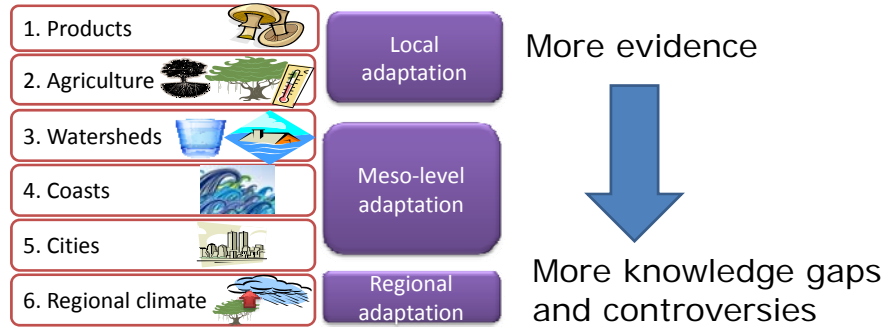 1. Products
2. Agriculture
3. Watersheds
4. Coasts
5. Cities
6. Regional climate
Local
adaptation
Meso-level
adaptation
Regional
adaptation
More evidence
More knowledge gaps
and controversies